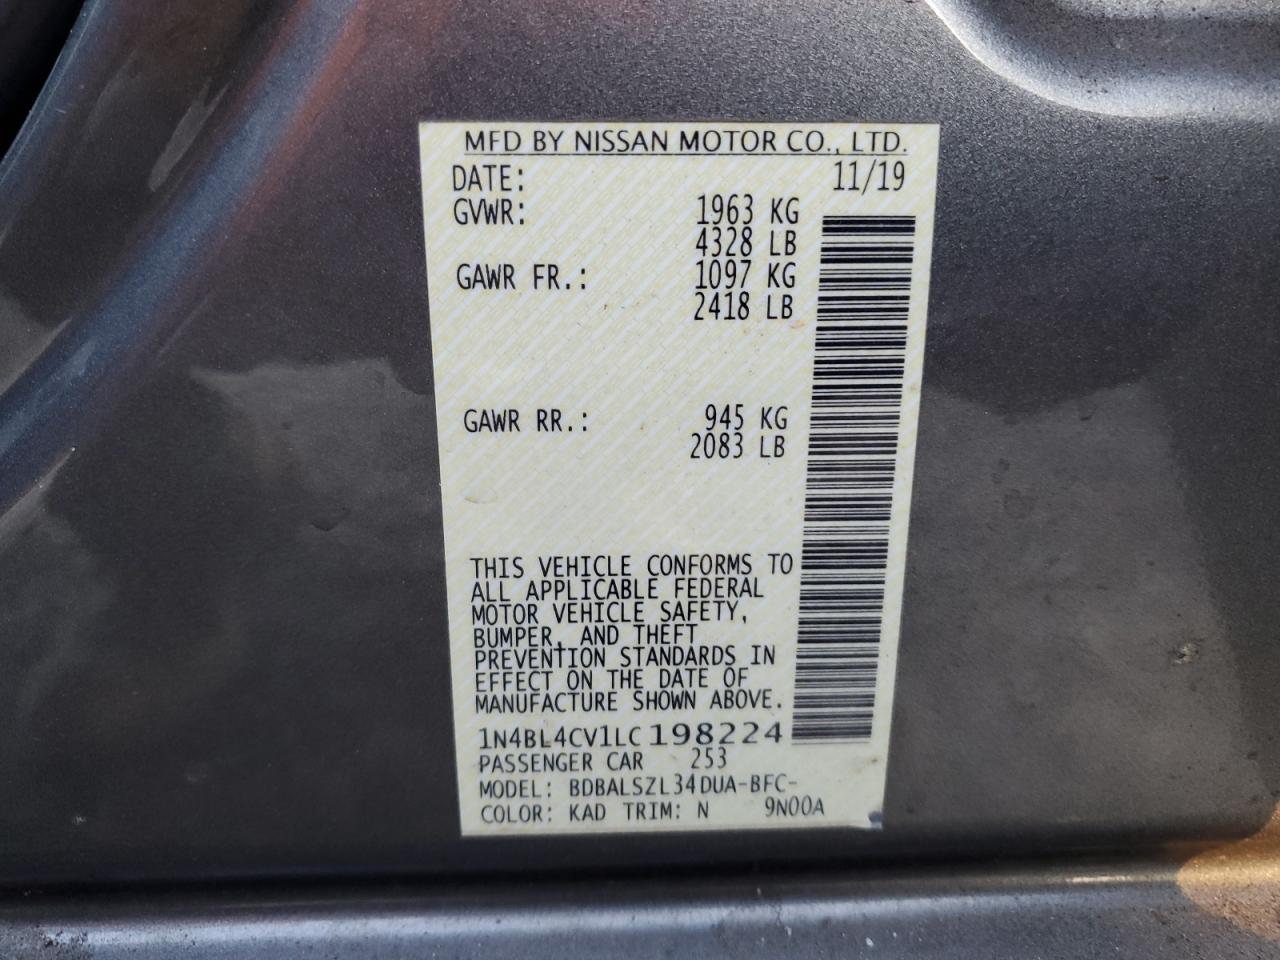 MFD BY NISSAN MOTOR CO., LTD.
DATE: 11/19
GVWR: 1963 KG
4328 LB
GAWR FR.: 1097 KG
2418 LB
GAWR RR.: 945 KG
2083 LB
THIS VEHICLE CONFORMS TO
ALL APPLICABLE FEDERAL
MOTOR VEHICLE SAFETY,
BUMPER, AND THEFT
PREVENTION STANDARDS IN
EFFECT ON THE DATE OF
MANUFACTURE SHOWN ABOVE.
1N4BL4CV1LC198224
PASSENGER CAR 253
MODEL: BDBALSZL34DUA-BFC-
COLOR: KAD TRIM: N 9N00A